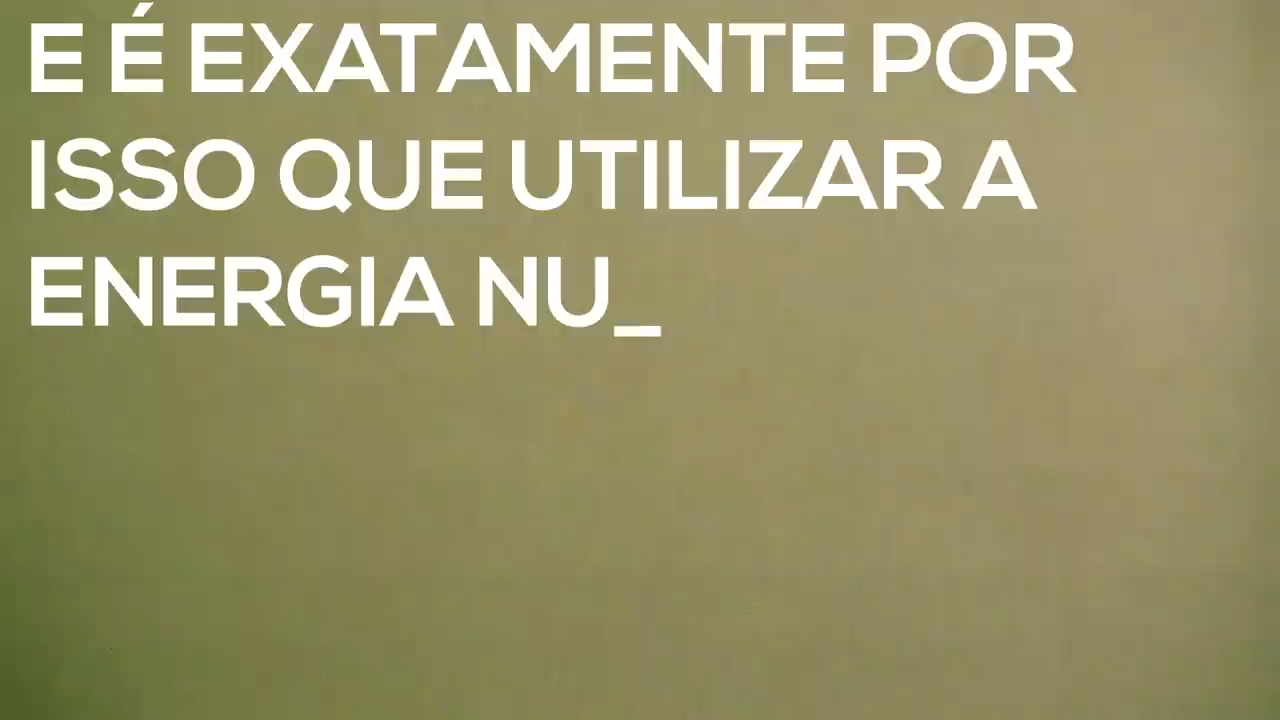 E É EXATAMENTE POR
ISSO QUE UTILIZAR A
ENERGIA NU_